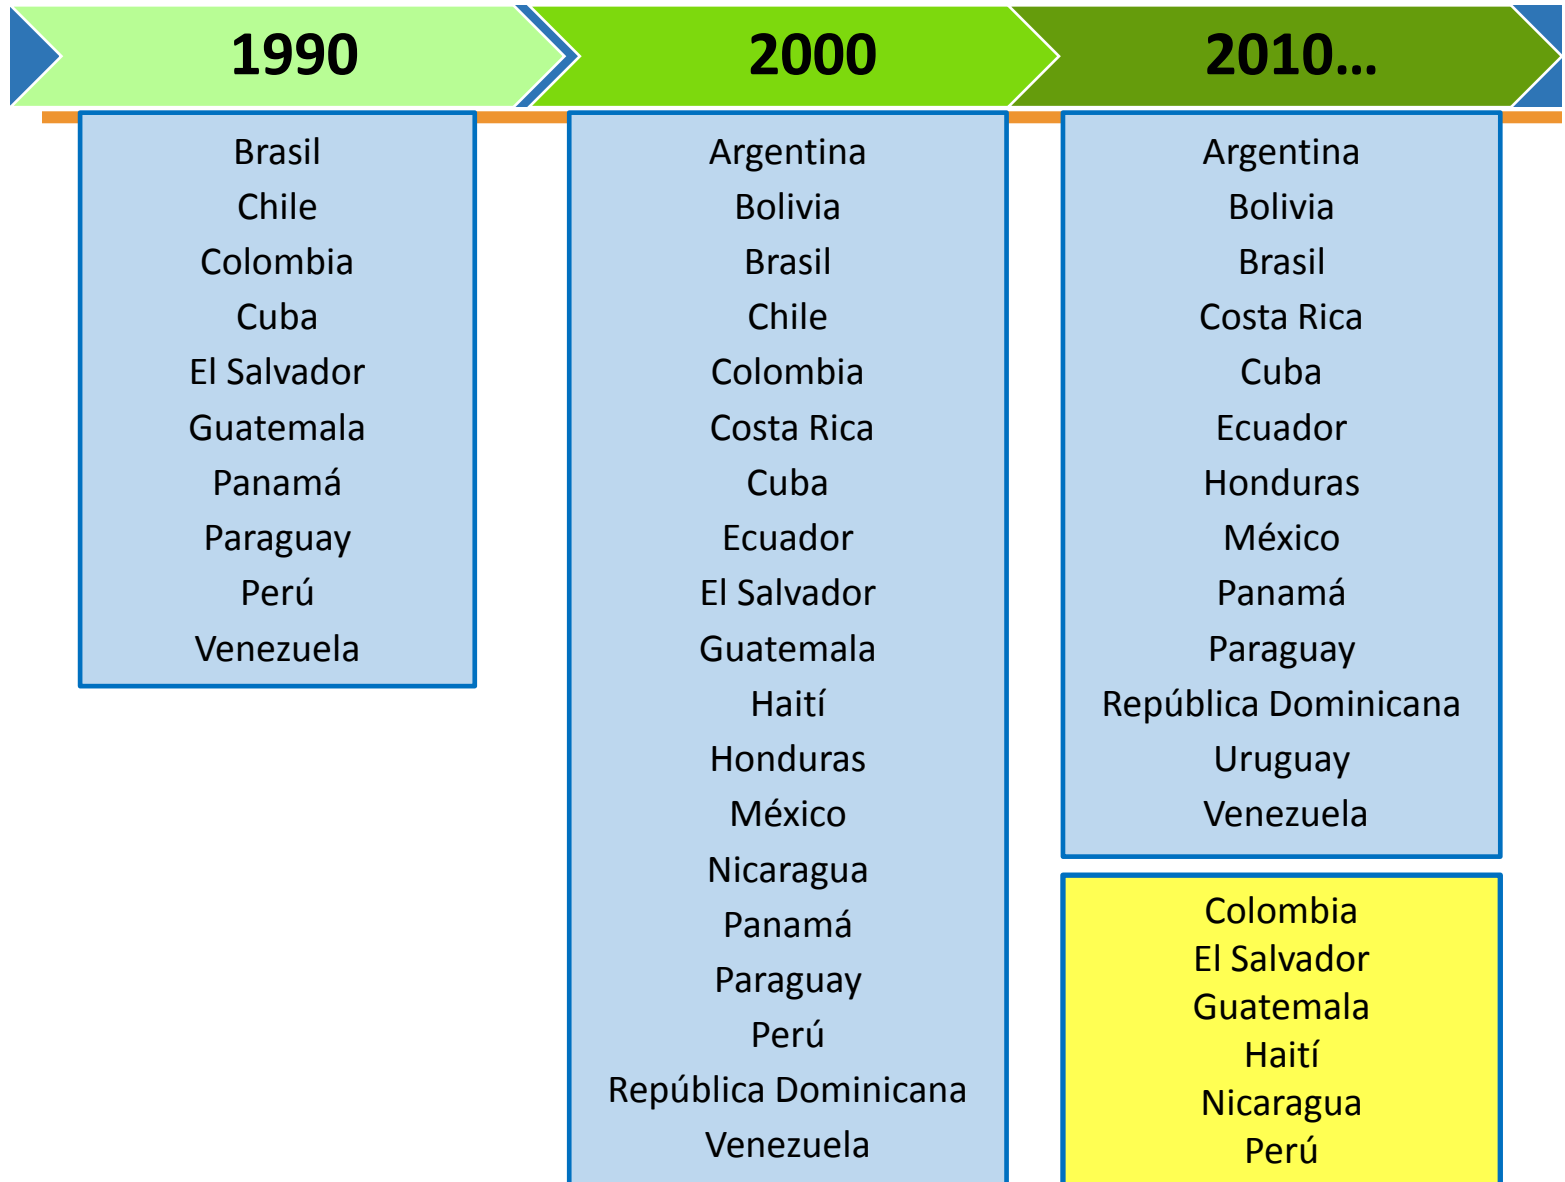 1990
2000
2010...
Brasil
Chile
Colombia
Cuba
El Salvador
Guatemala
Panamá
Paraguay
Perú
Venezuela
Argentina
Bolivia
Brasil
Chile
Colombia
Costa Rica
Cuba
Ecuador
El Salvador
Guatemala
Haití
Honduras
México
Nicaragua
Panamá
Paraguay
Perú
República Dominicana
Venezuela
Argentina
Bolivia
Brasil
Costa Rica
Cuba
Ecuador
Honduras
México
Panamá
Paraguay
República Dominicana
Uruguay
Venezuela
Colombia
El Salvador
Guatemala
Haití
Nicaragua
Perú